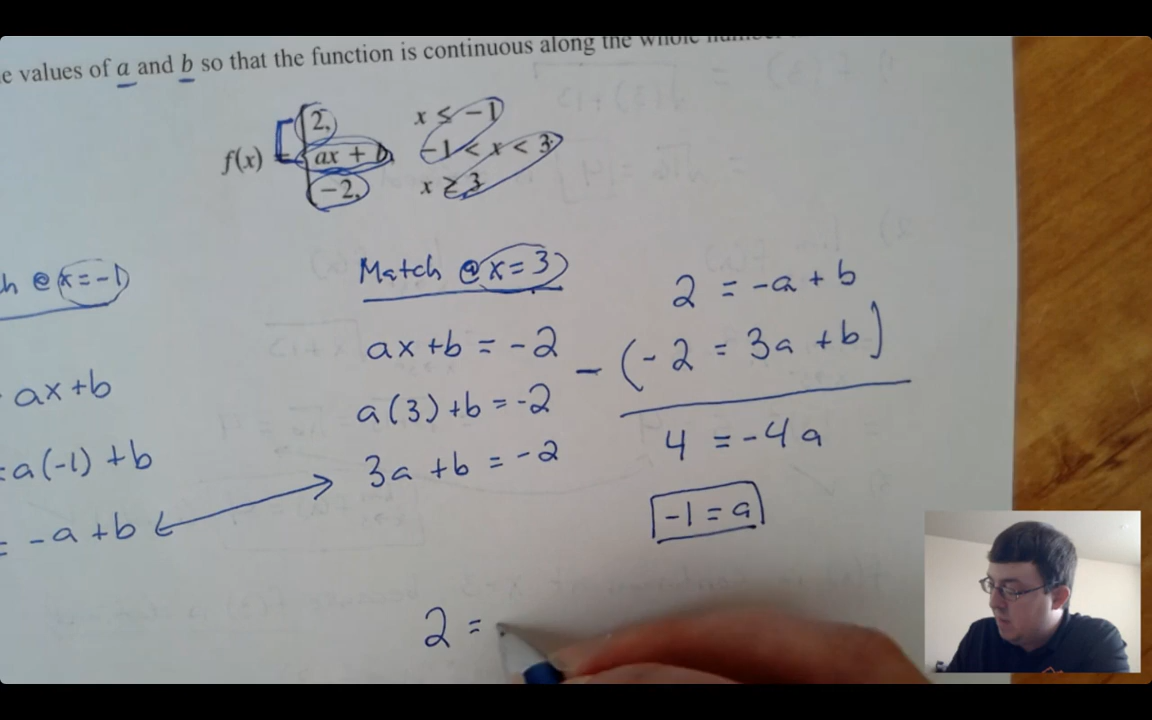 e values of a and b so that the function is continuous along the whole
f(x) =
2, x ≤ -1
ax + b, -1 < x < 3
-2, x ≥ 3
h @ x=-1
ax+b
=a(-1)+b
= -a+b
Match @ x=3
ax+b = -2
a(3)+b=-2
3a+b = -2
2 = -a+b
- (-2 = 3a+b)
4 = -4a
-1 = a
2 =